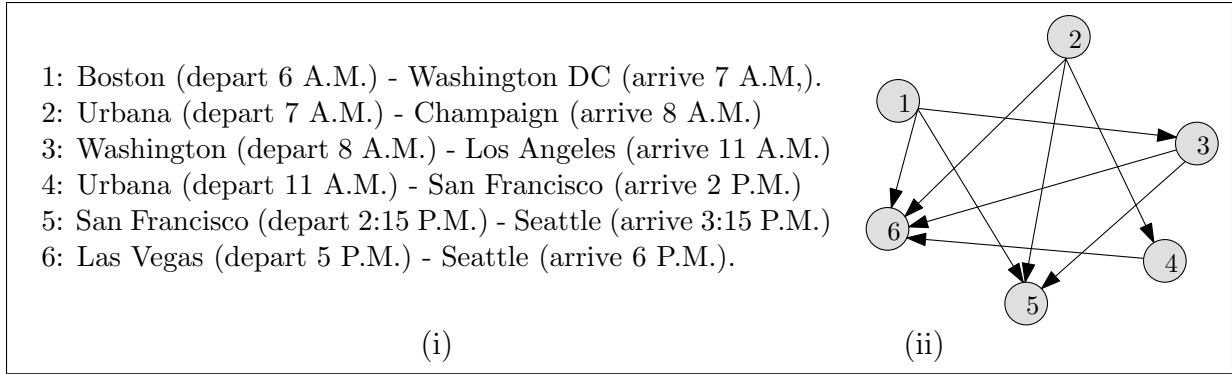 1: Boston (depart 6 A.M.) - Washington DC (arrive 7 A.M,).
2: Urbana (depart 7 A.M.) - Champaign (arrive 8 A.M.)
3: Washington (depart 8 A.M.) - Los Angeles (arrive 11 A.M.)
4: Urbana (depart 11 A.M.) - San Francisco (arrive 2 P.M.)
5: San Francisco (depart 2:15 P.M.) - Seattle (arrive 3:15 P.M.)
6: Las Vegas (depart 5 P.M.) - Seattle (arrive 6 P.M.).
(i)
2
1
3
6
4
5
(ii)